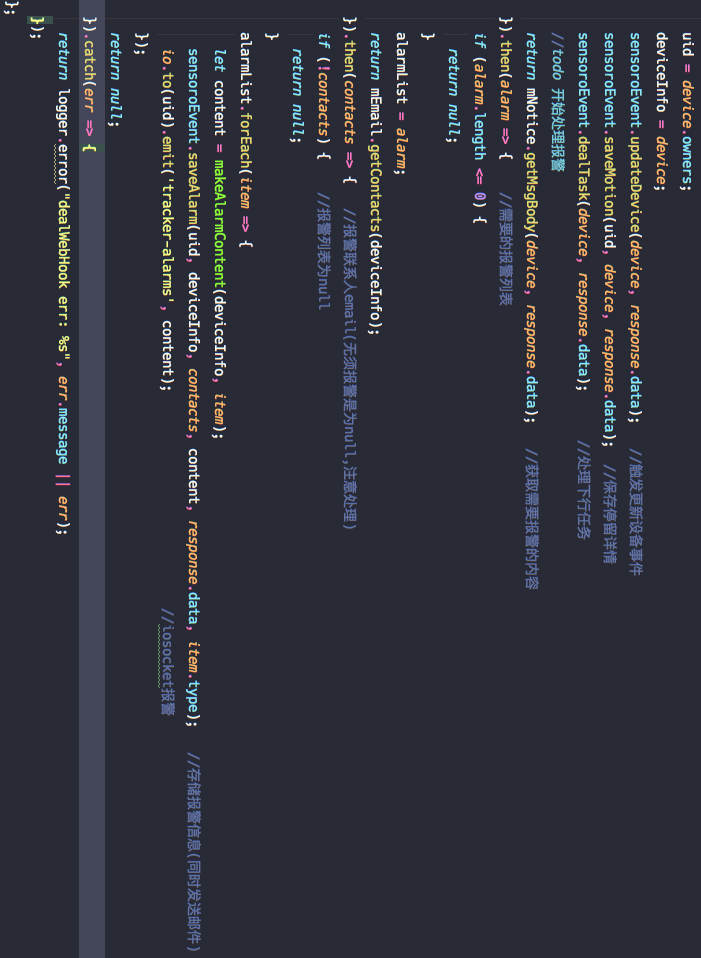 uid = device.owners;
deviceInfo = device;
sensoroEvent.updateDevice(device, response.data); //触发更新设备事件
sensoroEvent.saveMotion(uid, device, response.data); //保存停留详情
sensoroEvent.dealTask(device, response.data); //处理下行任务
//todo 开始处理报警
return mNotice.getMsgBody(device, response.data); //获取需要报警的内容
}).then(alarm => { //需要的报警列表
if (alarm.length <= 0) {
return null;
}
alarmList = alarm;
return mEmail.getContacts(deviceInfo);
}).then(contacts => { //报警联系人email(无须报警是为null,注意处理)
if (!contacts) { //报警列表为null
return null;
}
alarmList.forEach(item => {
let content = makeAlarmContent(deviceInfo, item);
sensoroEvent.saveAlarm(uid, deviceInfo, contacts, content, response.data, item.type); //存储报警信息(同时发送邮件)
io.to(uid).emit('tracker-alarms', content); //iosocket报警
});
return null;
}).catch(err => {
return logger.error("dealWebHook err: %s", err.message || err);
});
};